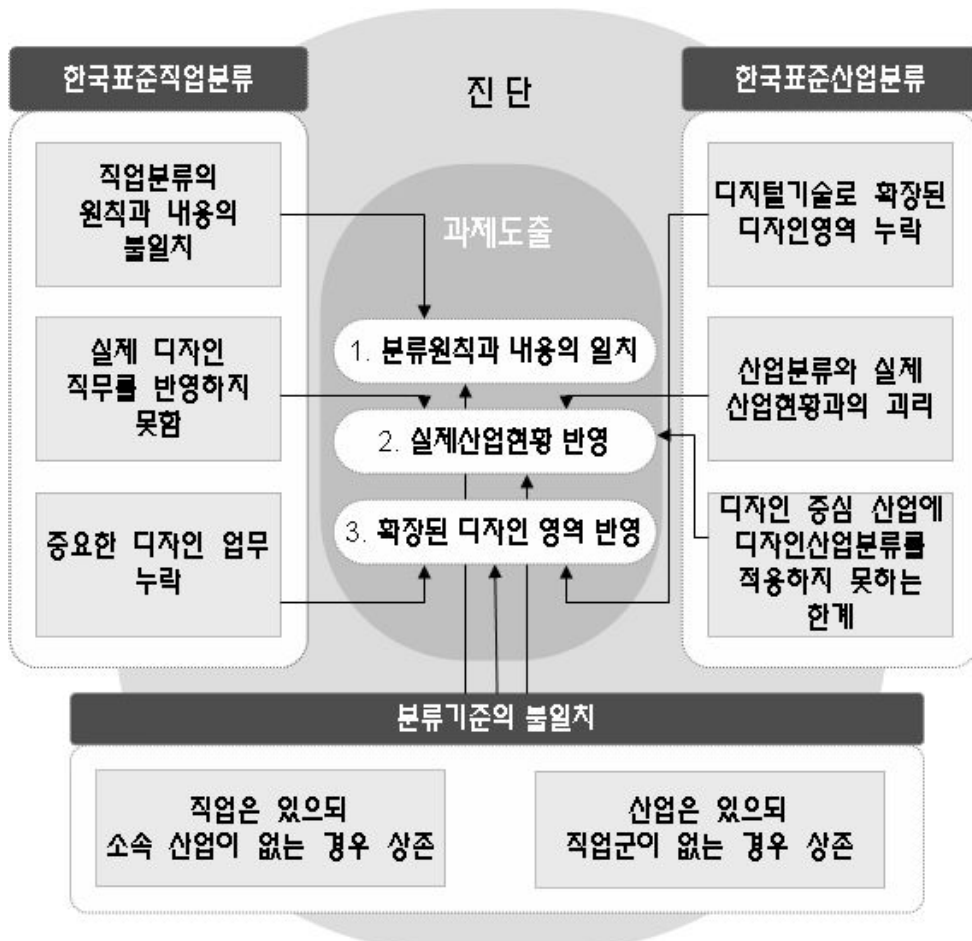 한국표준직업분류
직업분류의
원칙과 내용의
불일치
실제 디자인
직무를 반영하지
못함
중요한 디자인 업무
누락
진 단
과제도출
1. 분류원칙과 내용의 일치
2. 실제산업현황 반영
3. 확장된 디자인 영역 반영
한국표준산업분류
디지털기술로 확장된
디자인영역 누락
산업분류와 실제
산업현황과의 괴리
디자인 중심 산업에
디자인산업분류를
적용하지 못하는
한계
분류기준의 불일치
직업은 있으되
소속 산업이 없는 경우 상존
산업은 있으되
직업군이 없는 경우 상존